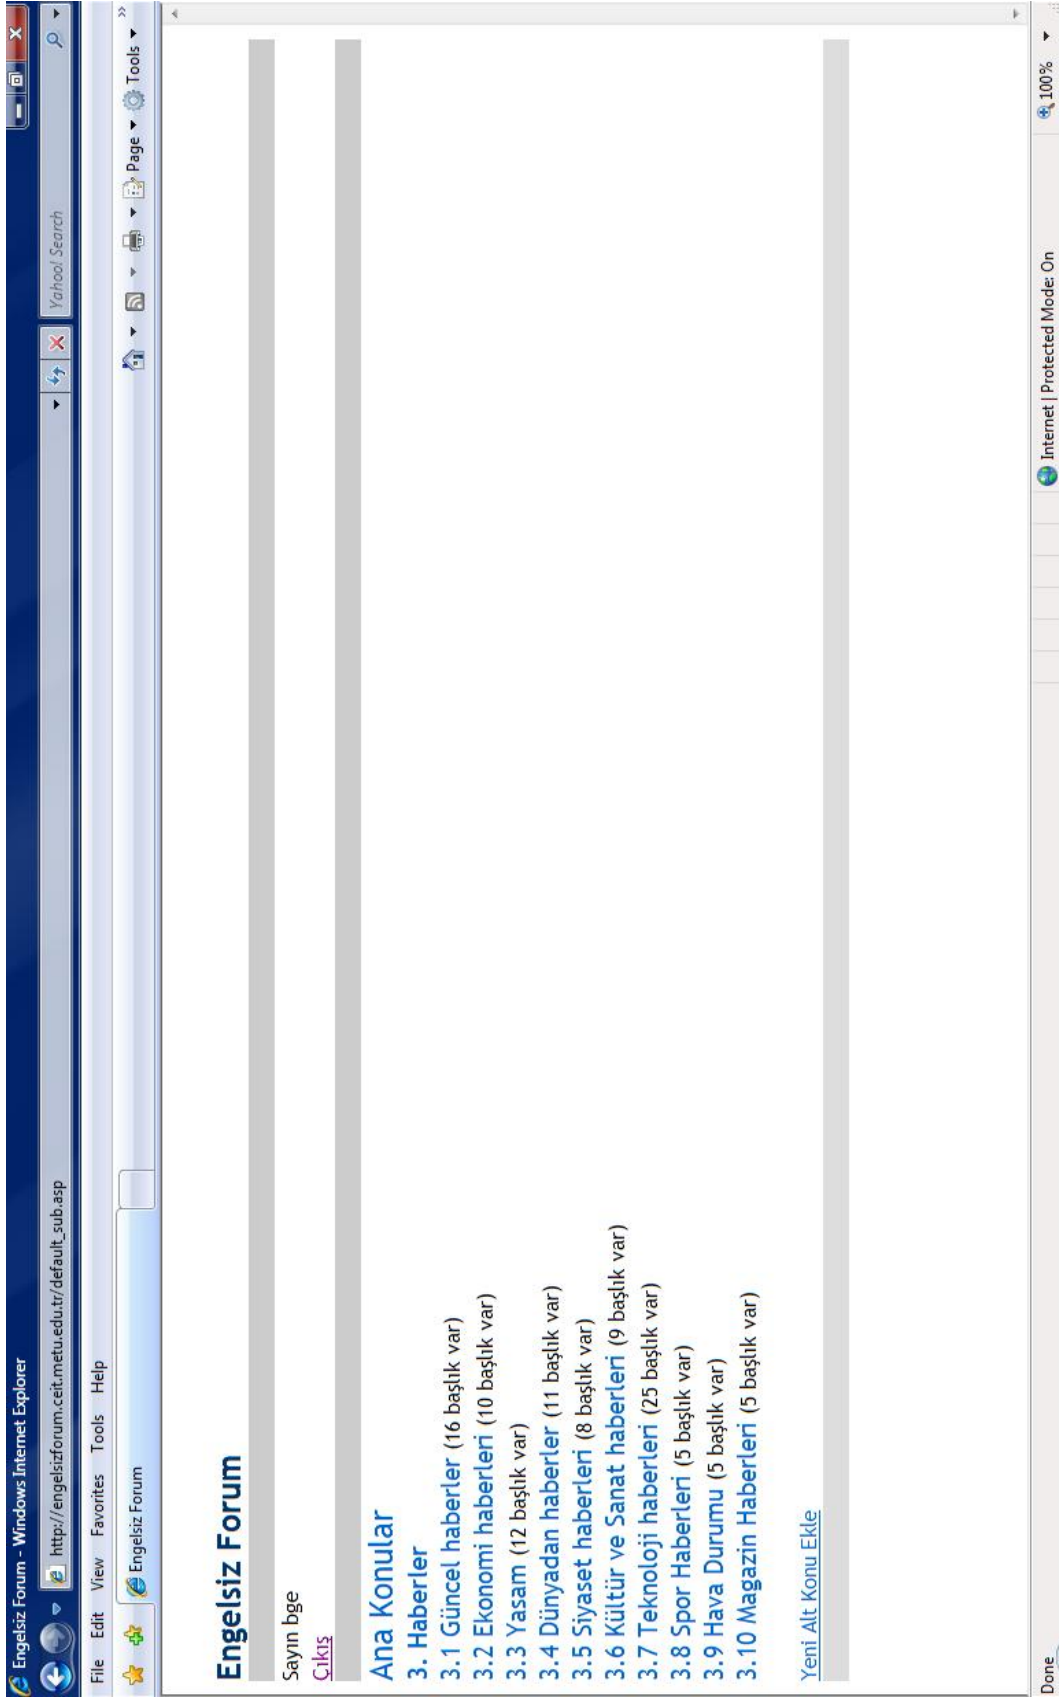 Engelsiz Forum - Windows Internet Explorer
http://engelsizforum.ceit.metu.edu.tr/default_sub.asp
Yahoo! Search
File Edit View Favorites Tools Help
Engelsiz Forum
Page Tools
Engelsiz Forum
Sayın bge
Çıkış
Ana Konular
3. Haberler
3.1 Güncel haberler (16 başlık var)
3.2 Ekonomi haberleri (10 başlık var)
3.3 Yasam (12 başlık var)
3.4 Dünyadan haberler (11 başlık var)
3.5 Siyaset haberleri (8 başlık var)
3.6 Kültür ve Sanat haberleri (9 başlık var)
3.7 Teknoloji haberleri (25 başlık var)
3.8 Spor Haberleri (5 başlık var)
3.9 Hava Durumu (5 başlık var)
3.10 Magazin Haberleri (5 başlık var)
Yeni Alt Konu Ekle
Done
Internet | Protected Mode: On
100%